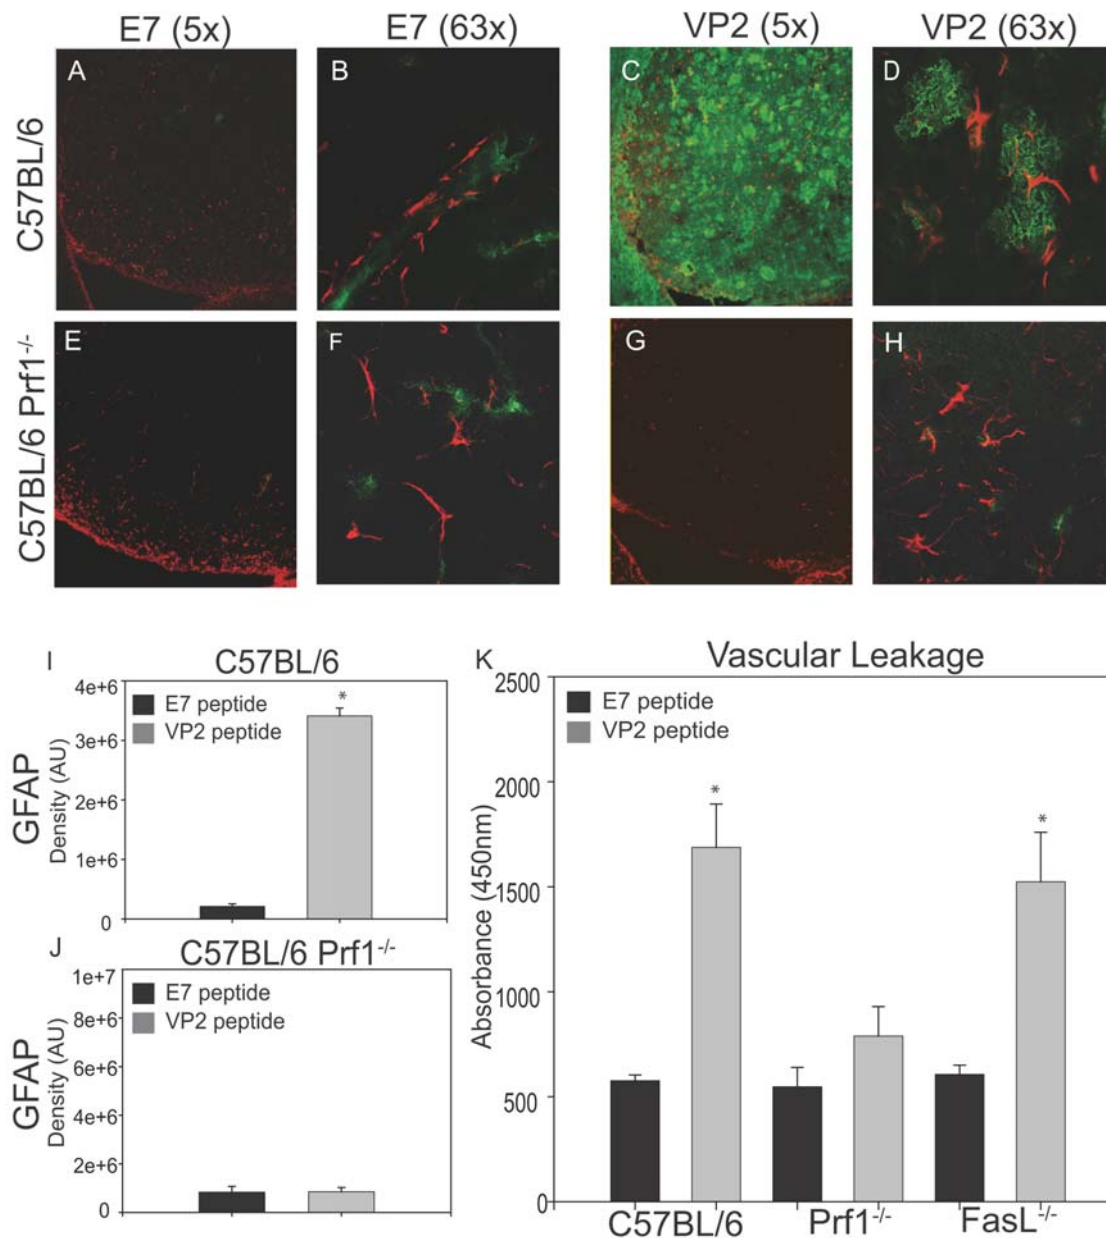 E7 (5x) E7 (63x) VP2 (5x) VP2 (63x)
C57BL/6
A B C D
C57BL/6 Prf1-/-
E F G H
I C57BL/6
4e+6
3e+6
2e+6
1e+6
0
GFAP
Density (AU)
E7 peptide
VP2 peptide
*
J C57BL/6 Prf1-/-
1e+7
8e+6
6e+6
4e+6
2e+6
0
GFAP
Density (AU)
E7 peptide
VP2 peptide
K Vascular Leakage
2500
2000
1500
1000
500
0
Absorbance (450nm)
E7 peptide
VP2 peptide
* *
C57BL/6 Prf1-/- FasL-/-